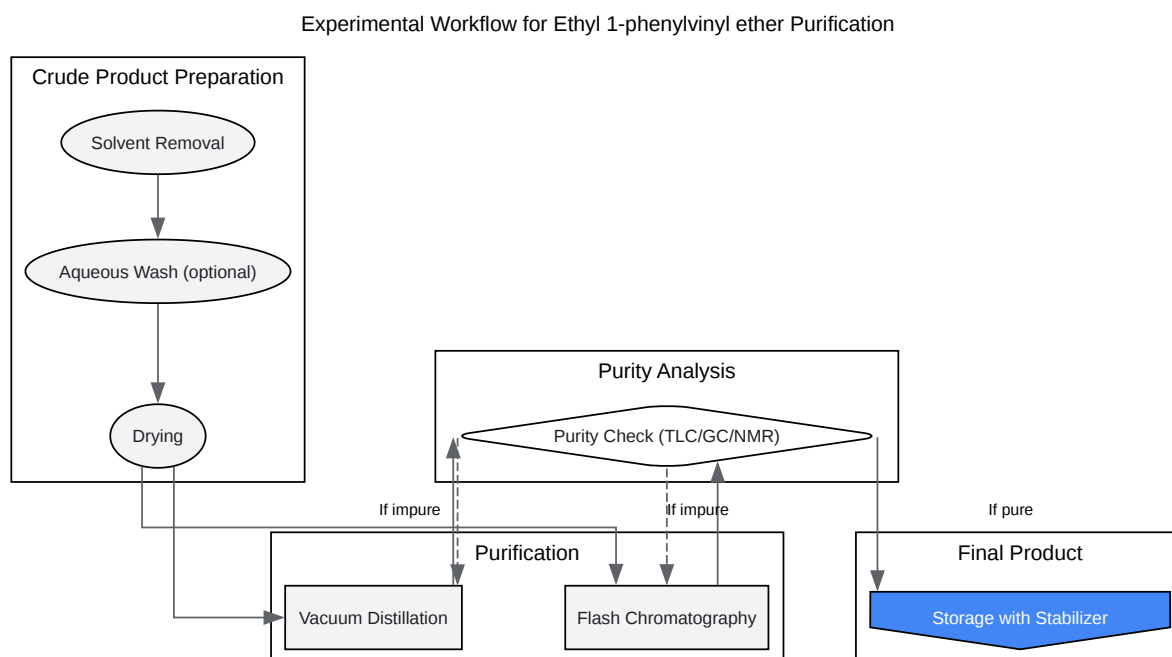 Experimental Workflow for Ethyl 1-phenylvinyl ether Purification
Crude Product Preparation
Solvent Removal
Aqueous Wash (optional)
Drying
Purity Analysis
Purity Check (TLC/GC/NMR)
If impure
If impure
If pure
Purification
Vacuum Distillation
Flash Chromatography
Final Product
Storage with Stabilizer